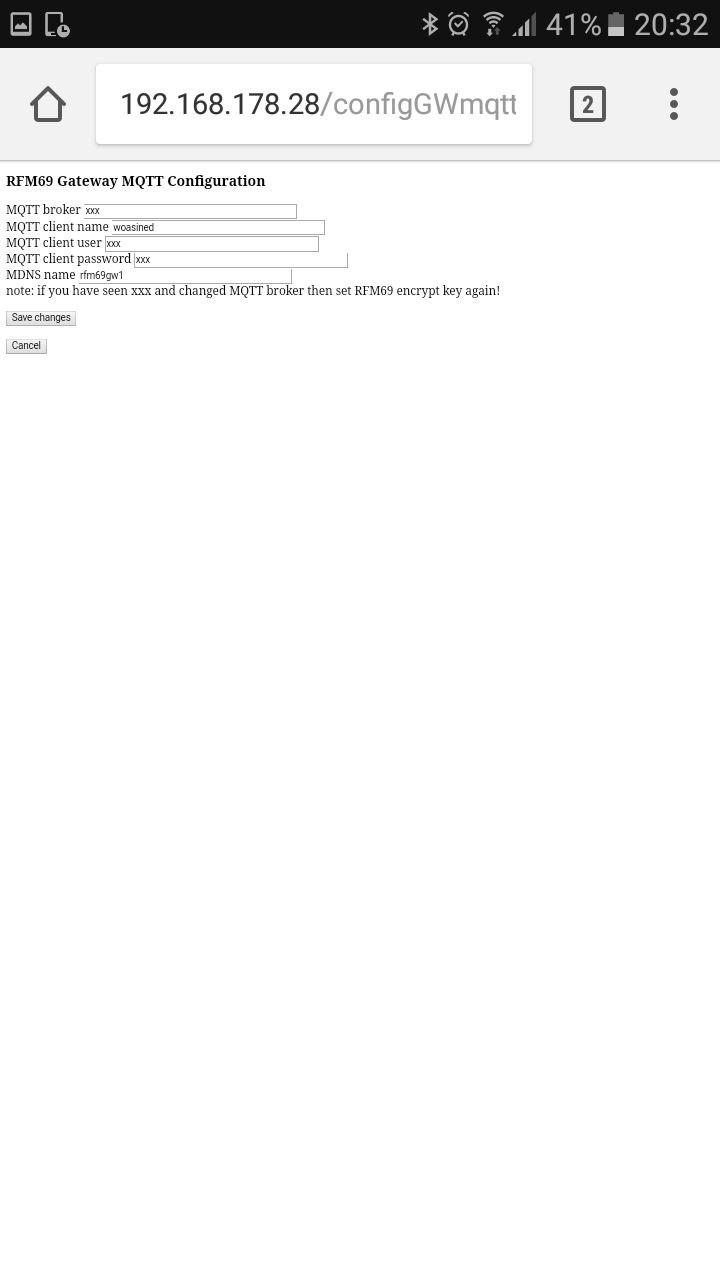 41% 20:32
192.168.178.28/configGWmqtt
2
RFM69 Gateway MQTT Configuration
MQTT broker xxx
MQTT client name woasined
MQTT client user xxx
MQTT client password xxx
MDNS name rfm69gw1
note: if you have seen xxx and changed MQTT broker then set RFM69 encrypt key again!
Save changes
Cancel